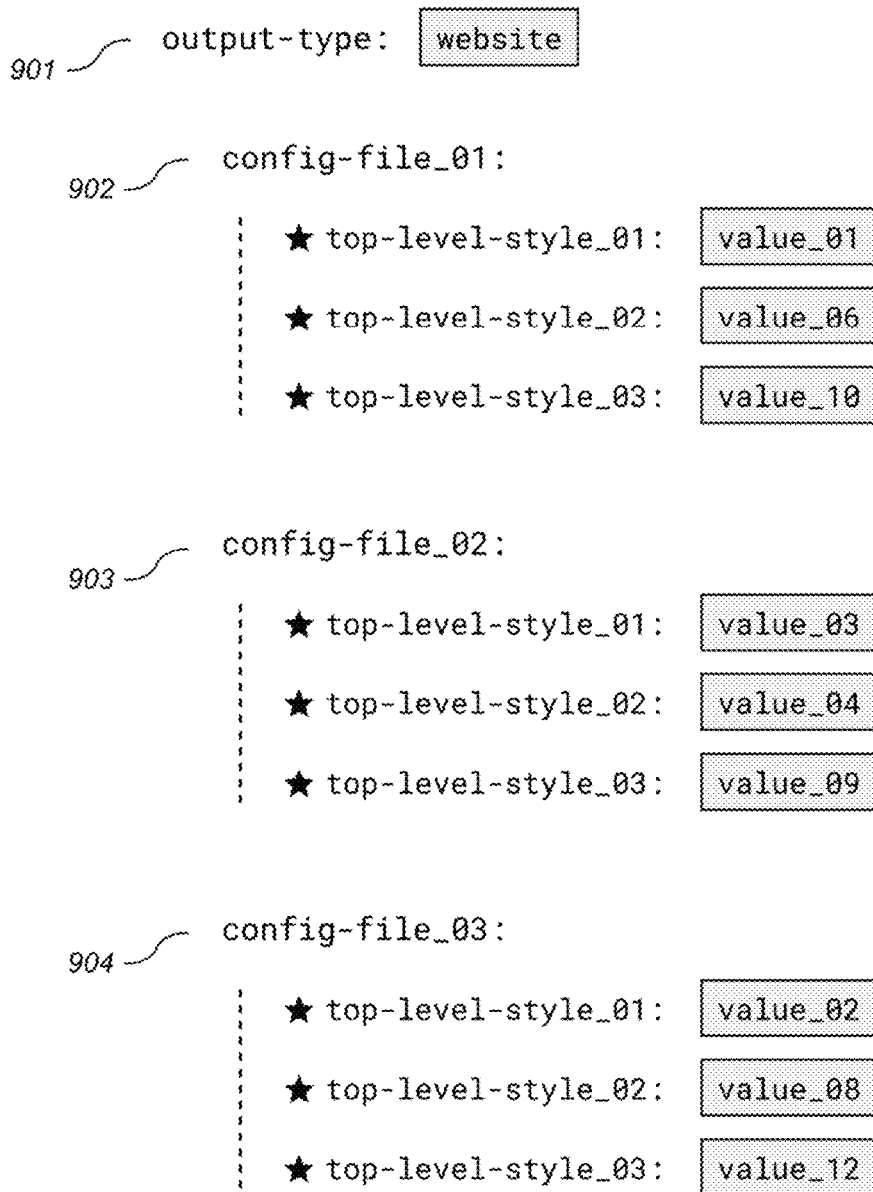 output-type: website
901
config-file_01:
902
★ top-level-style_01: value_01
★ top-level-style_02: value_06
★ top-level-style_03: value_10
config-file_02:
903
★ top-level-style_01: value_03
★ top-level-style_02: value_04
★ top-level-style_03: value_09
config-file_03:
904
★ top-level-style_01: value_02
★ top-level-style_02: value_08
★ top-level-style_03: value_12